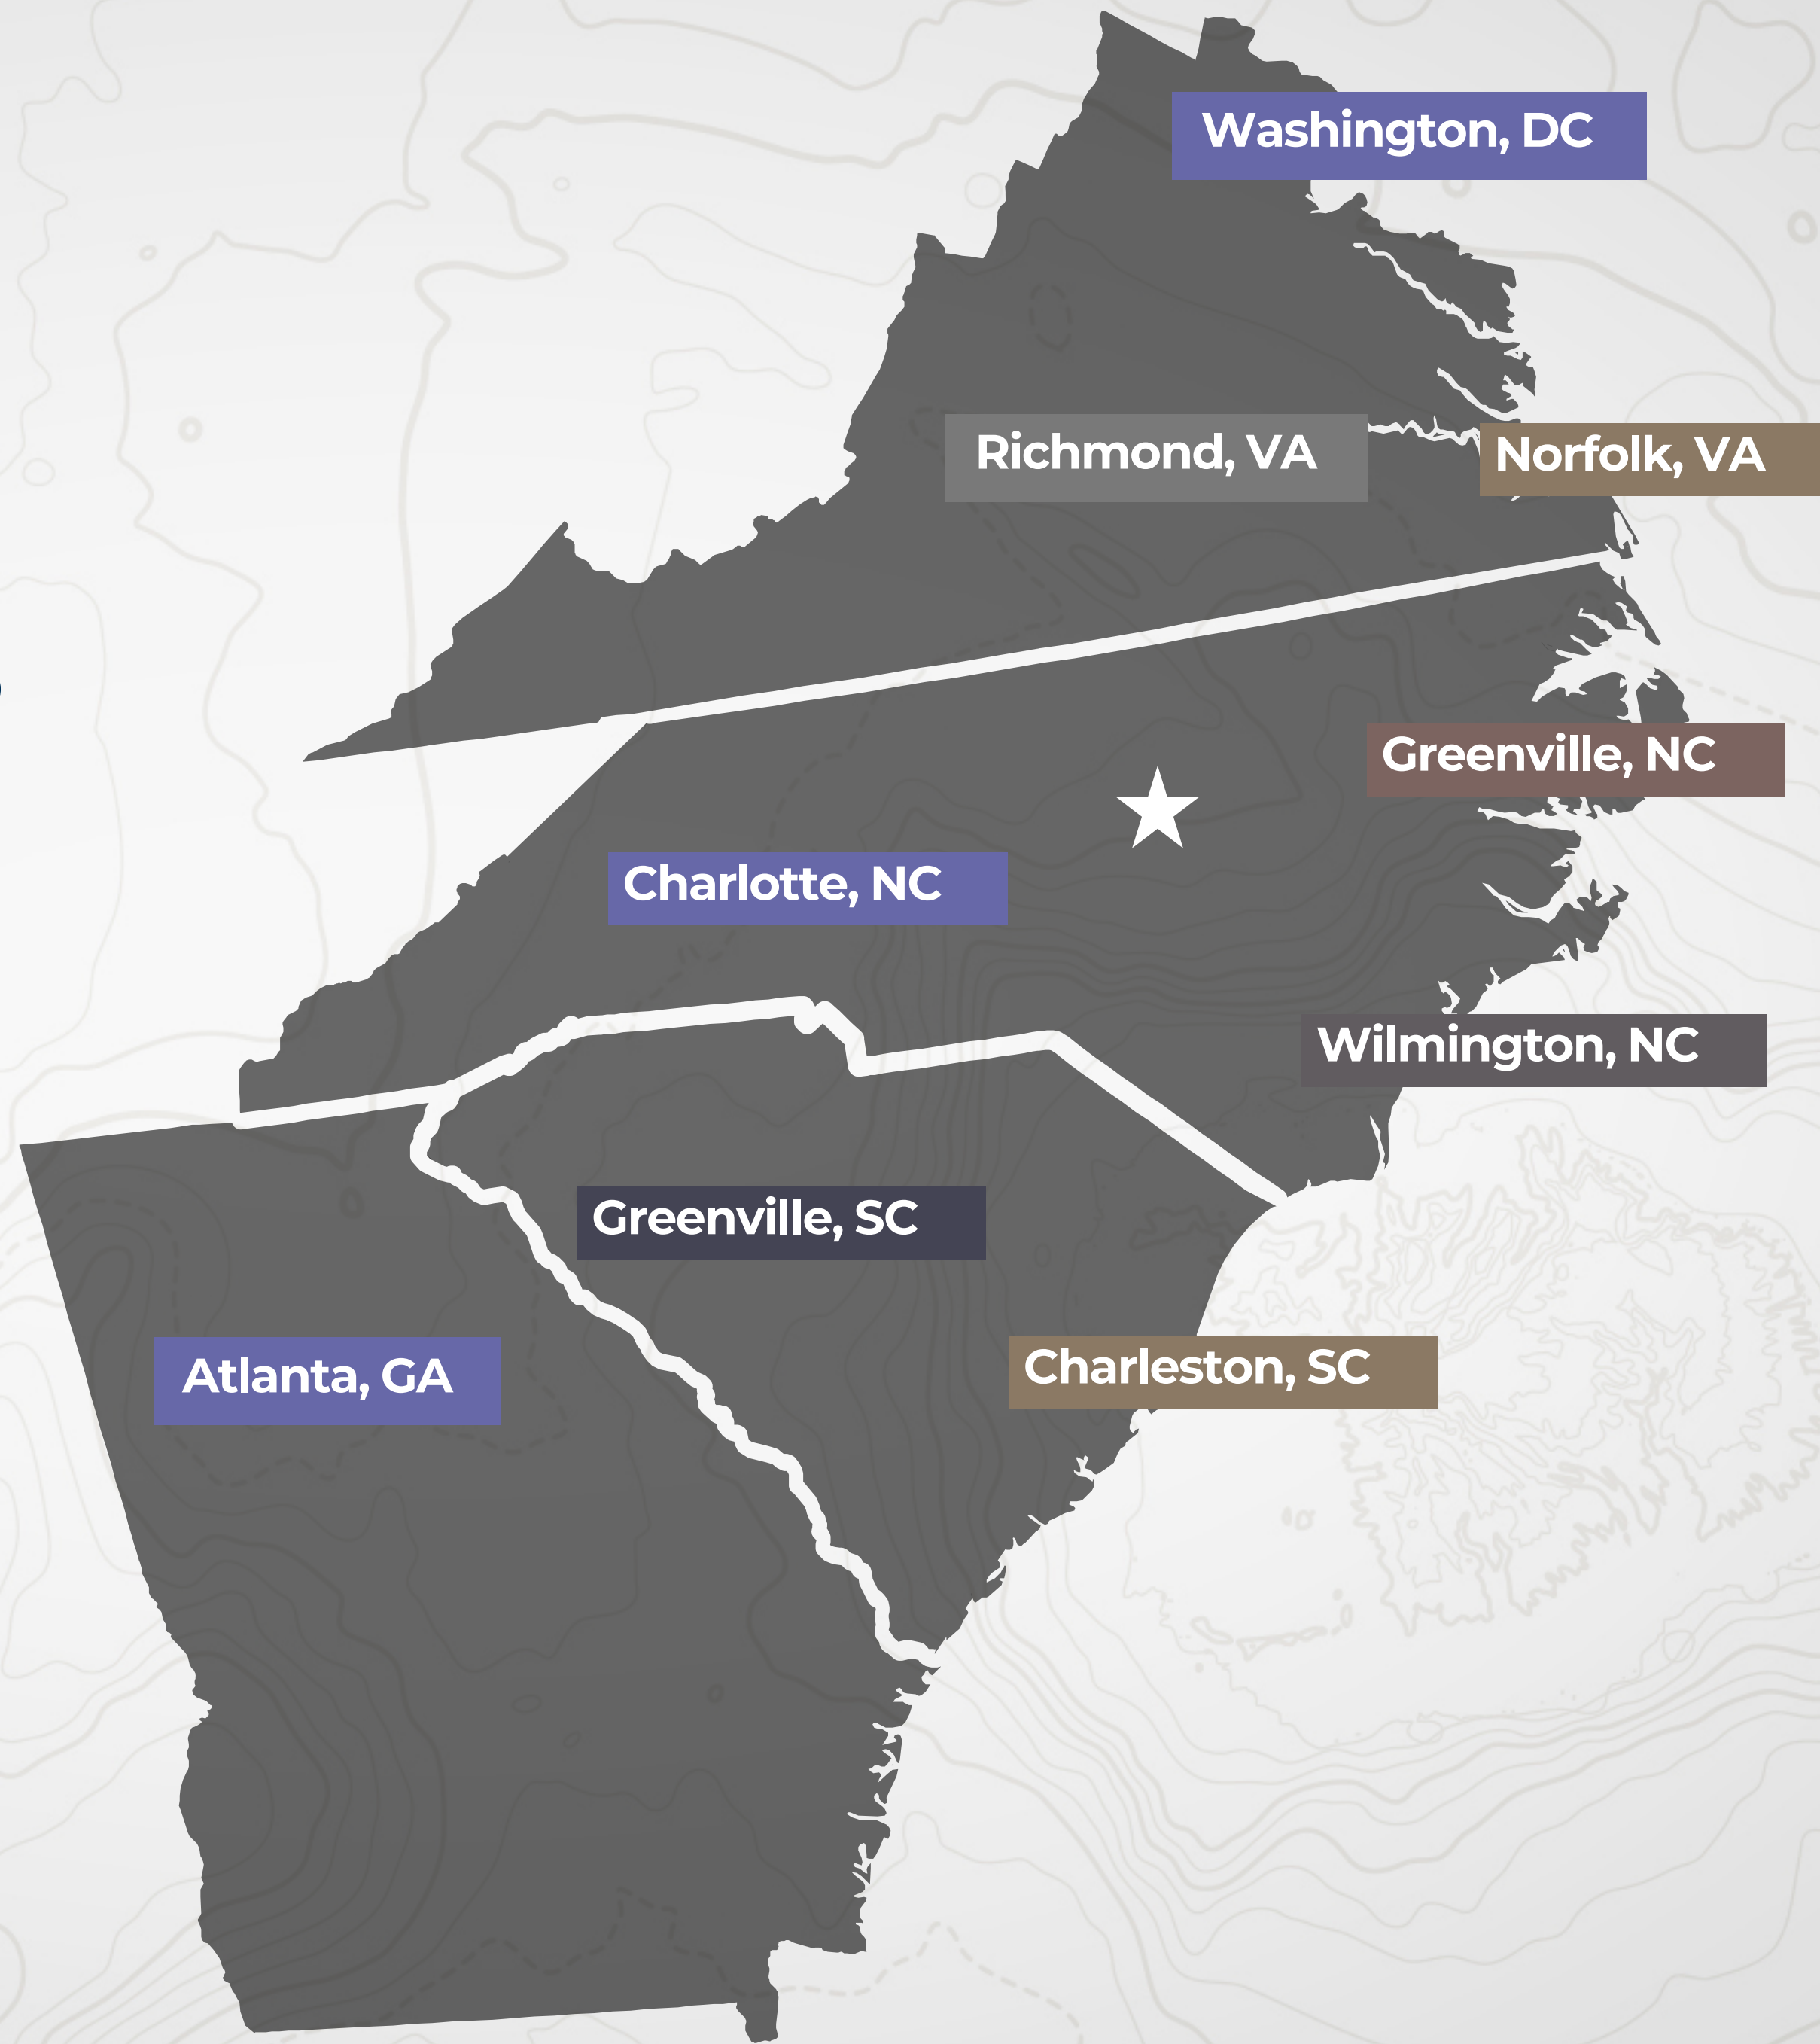 Washington, DC
Richmond, VA
Norfolk, VA
Greenville, NC
Charlotte, NC
Wilmington, NC
Greenville, SC
Charleston, SC
Atlanta, GA